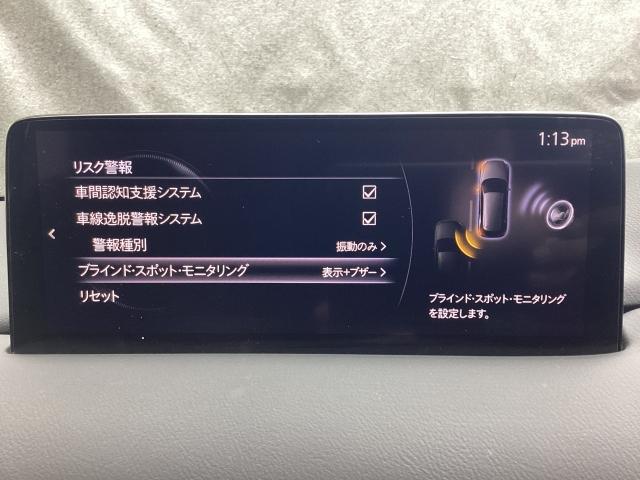 1:13pm
リスク警報
車間認知支援システム
車線逸脱警報システム
警報種別 振動のみ
ブラインド・スポット・モニタリング 表示+ブザー
リセット
ブラインド・スポット・モニタリング
を設定します。